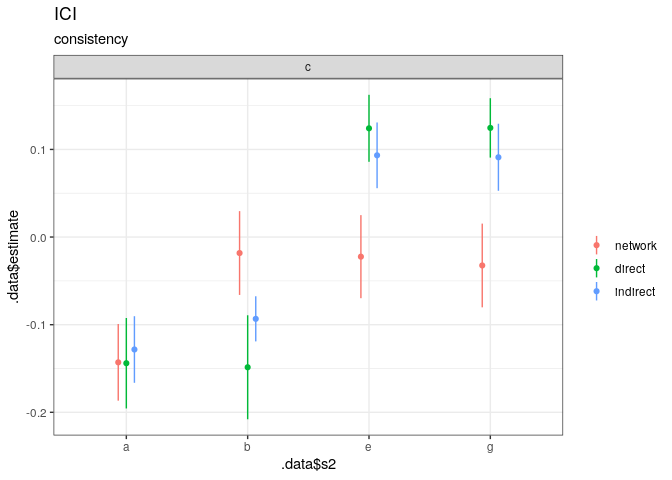 ICI
consistency
c
0.1
0.0
-0.1
-0.2
.data$estimate
a
b
e
g
.data$s2
network
direct
indirect